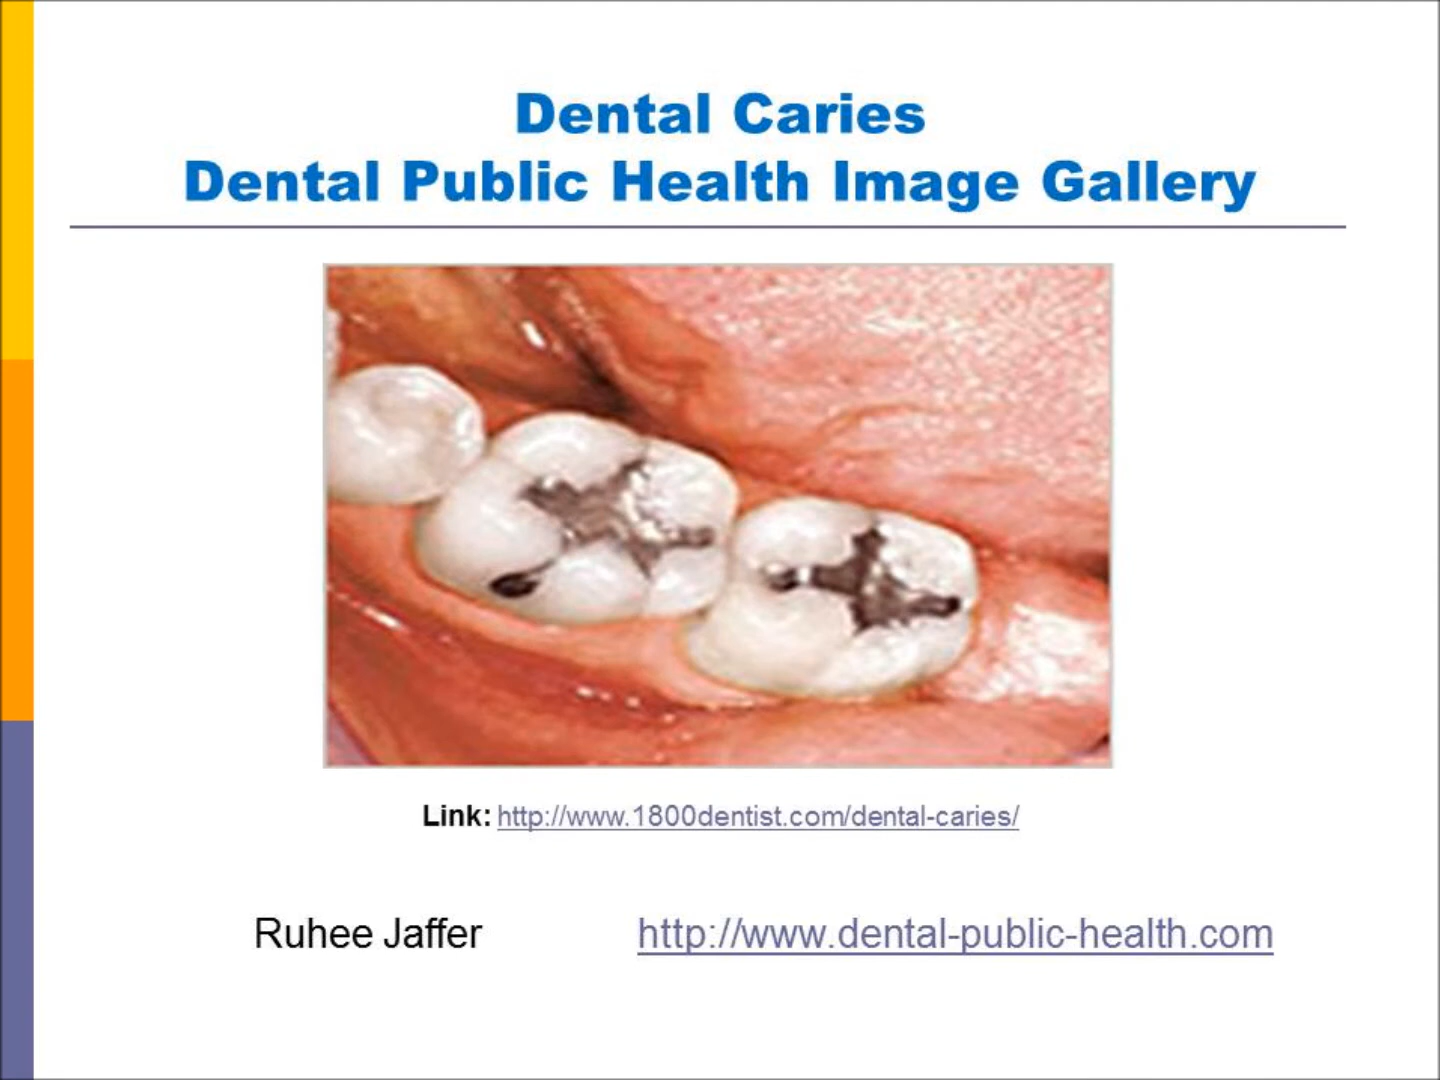 Dental Caries
Dental Public Health Image Gallery
Link: http://www.1800dentist.com/dental-caries/
Ruhee Jaffer
http://www.dental-public-health.com